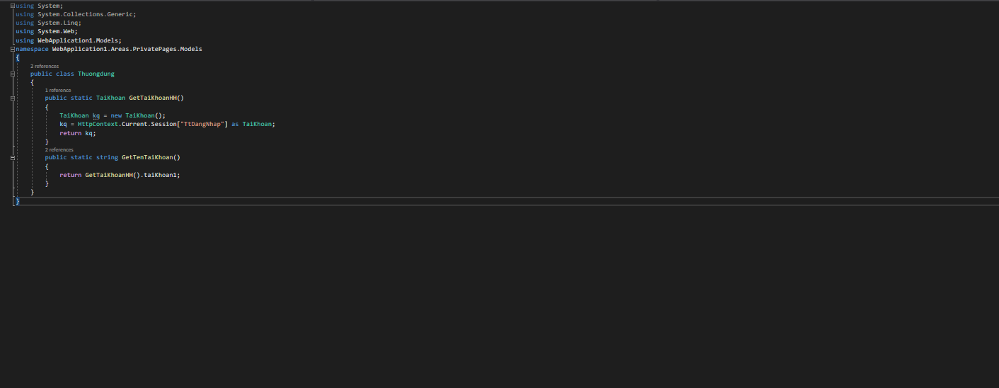 using System;
using System.Collections.Generic;
using System.Linq;
using System.Web;
using WebApplication1.Models;
namespace WebApplication1.Areas.PrivatePages.Models
{
2 references
public class Thuongdung
{
1 reference
public static TaiKhoan GetTaiKhoanHH()
{
TaiKhoan kq = new TaiKhoan();
kq = HttpContext.Current.Session["TtDangNhap"] as TaiKhoan;
return kq;
}
2 references
public static string GetTenTaiKhoan()
{
return GetTaiKhoanHH().taiKhoan1;
}
}
}